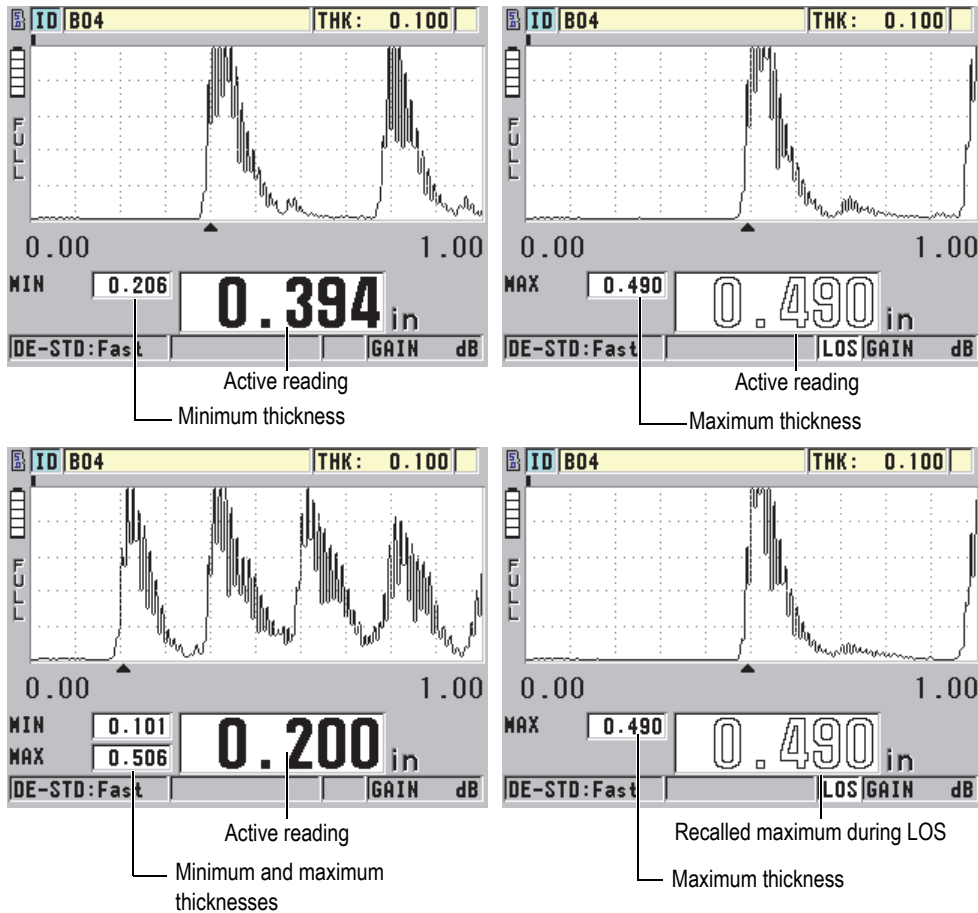 ID B04 THK: 0.100
FULL
0.00 1.00
MIN 0.206 0.394 in
DE-STD:Fast GAIN dB
Active reading
Minimum thickness
ID B04 THK: 0.100
FULL
0.00 1.00
MAX 0.490 0.490 in
DE-STD:Fast LOS GAIN dB
Active reading
Maximum thickness
ID B04 THK: 0.100
FULL
0.00 1.00
MIN 0.101
MAX 0.506
0.200 in
DE-STD:Fast GAIN dB
Active reading
Minimum and maximum
thicknesses
ID B04 THK: 0.100
FULL
0.00 1.00
MAX 0.490 0.490 in
DE-STD:Fast LOS GAIN dB
Recalled maximum during LOS
Maximum thickness